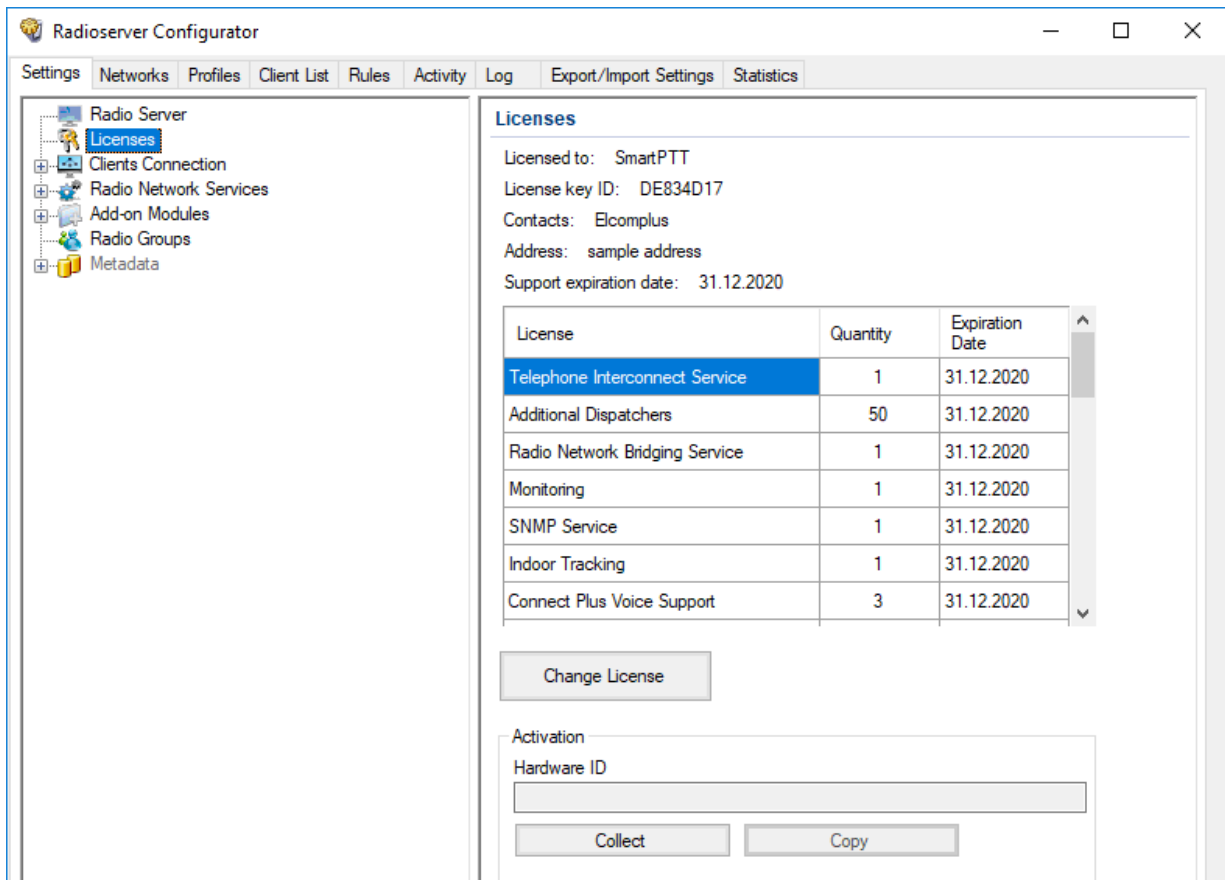 Radioserver Configurator
Settings Networks Profiles Client List Rules Activity Log Export/Import Settings Statistics
Radio Server
Licenses
Clients Connection
Radio Network Services
Add-on Modules
Radio Groups
Metadata
Licenses
Licensed to: SmartPTT
License key ID: DE834D17
Contacts: Elcomplus
Address: sample address
Support expiration date: 31.12.2020
License Quantity Expiration
Date
Telephone Interconnect Service 1 31.12.2020
Additional Dispatchers 50 31.12.2020
Radio Network Bridging Service 1 31.12.2020
Monitoring 1 31.12.2020
SNMP Service 1 31.12.2020
Indoor Tracking 1 31.12.2020
Connect Plus Voice Support 3 31.12.2020
Change License
Activation
Hardware ID
Collect Copy